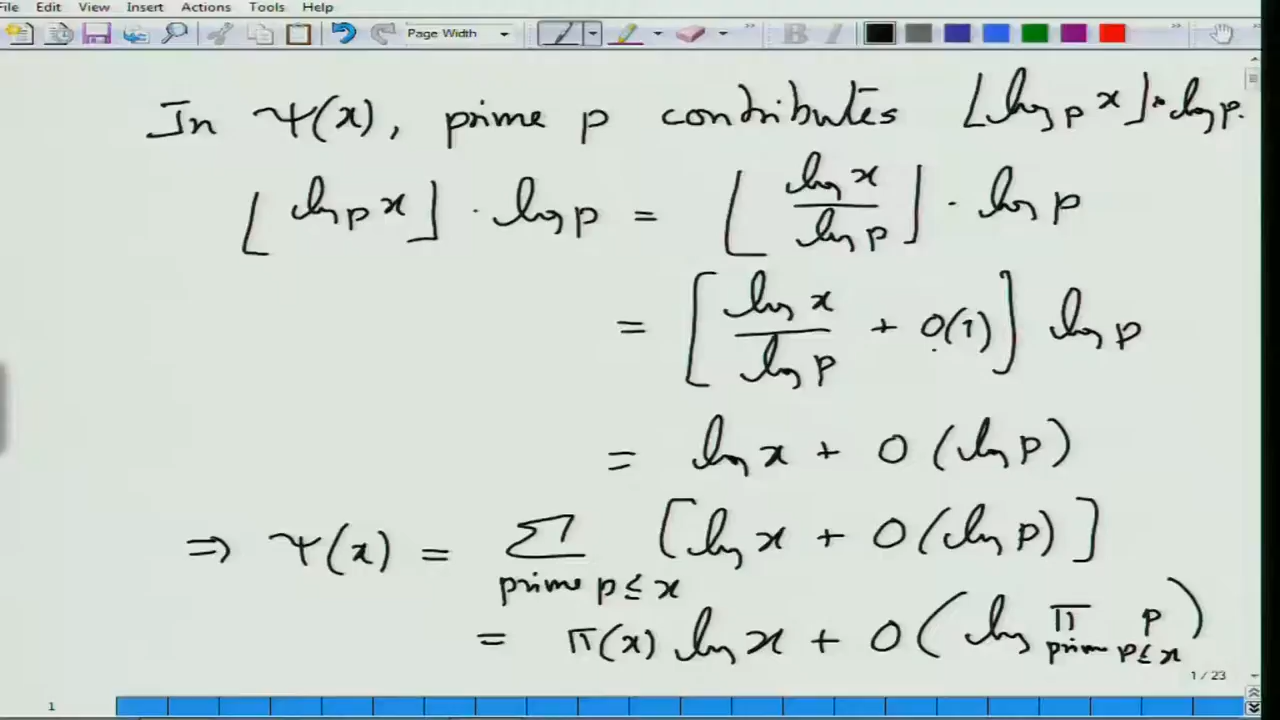 File Edit View Insert Actions Tools Help
Page Width
In Ψ(x), prime p contributes ⌊log_p x⌋·log p.
⌊log_p x⌋ · log p = ⌊log x / log p⌋ · log p
= [log x / log p + O(1)] log p
= log x + O(log p)
⇒ Ψ(x) = Σ_{prime p≤x} [log x + O(log p)]
= π(x) log x + O(log Π_{prime p≤x} p)
1 / 23
1